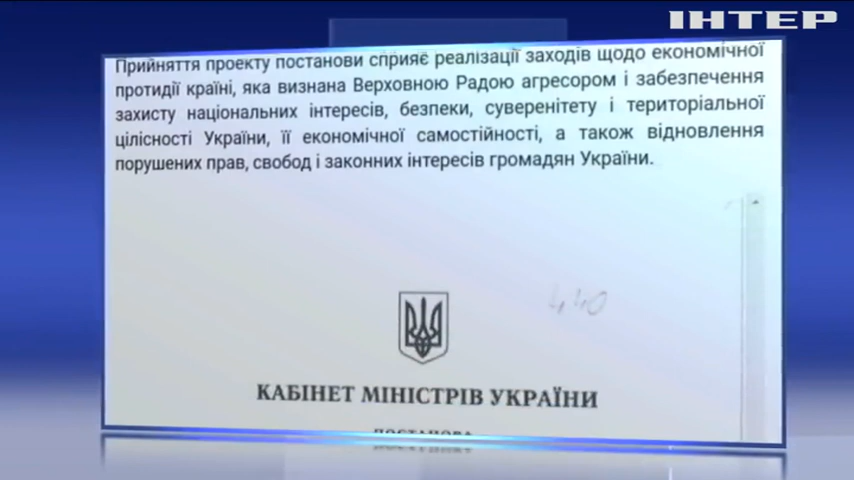 ІНТЕР
Прийняття проекту постанови сприяє реалізації заходів щодо економічної
протидії країні, яка визнана Верховною Радою агресором і забезпечення
захисту національних інтересів, безпеки, суверенітету і територіальної
цілісності України, її економічної самостійності, а також відновлення
порушених прав, свобод і законних інтересів громадян України.
440
КАБІНЕТ МІНІСТРІВ УКРАЇНИ
ПОСТАНОВА